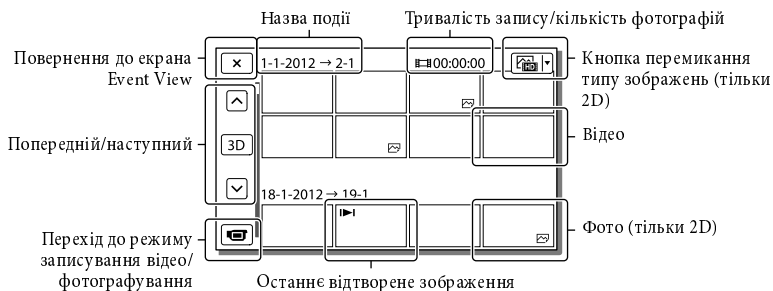 Назва події
Тривалість запису/кількість фотографій
Повернення до екрана
Event View
1-1-2012 → 2-1
00:00:00
HD
Кнопка перемикання
типу зображень (тільки
2D)
Попередній/наступний
3D
Відео
18-1-2012 → 19-1
Фото (тільки 2D)
Перехід до режиму
записування відео/
фотографування
Останнє відтворене зображення